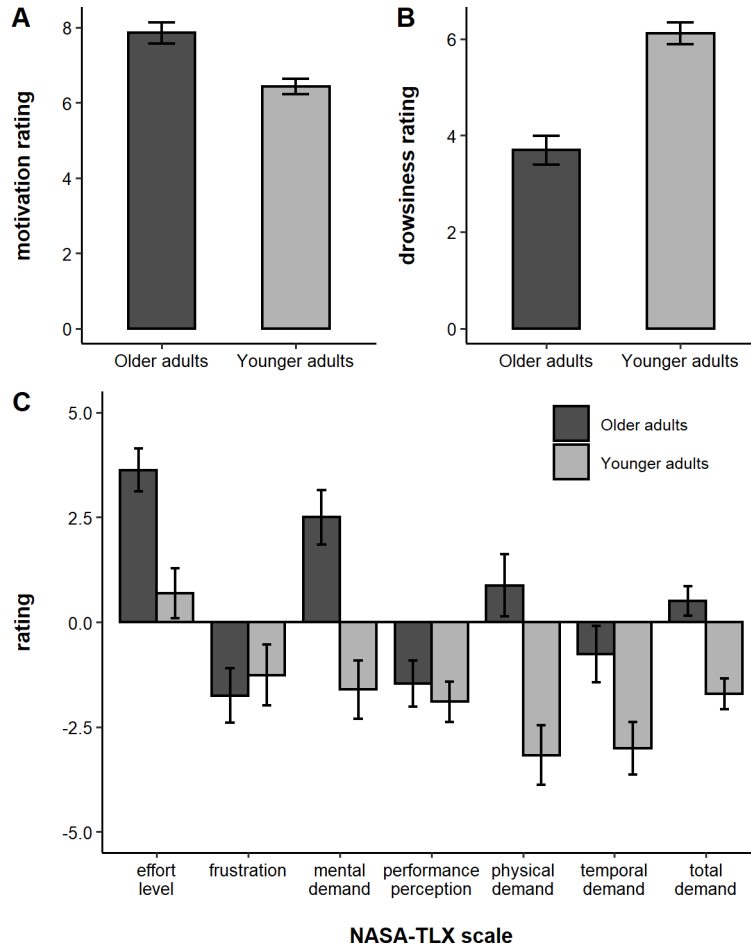 A
motivation rating
8
6
4
2
0
Older adults
Younger adults
B
drowsiness rating
6
4
2
0
Older adults
Younger adults
C
rating
5.0
2.5
0.0
-2.5
-5.0
Older adults
Younger adults
effort
level
frustration
mental
demand
performance
perception
physical
demand
temporal
demand
total
demand
NASA-TLX scale